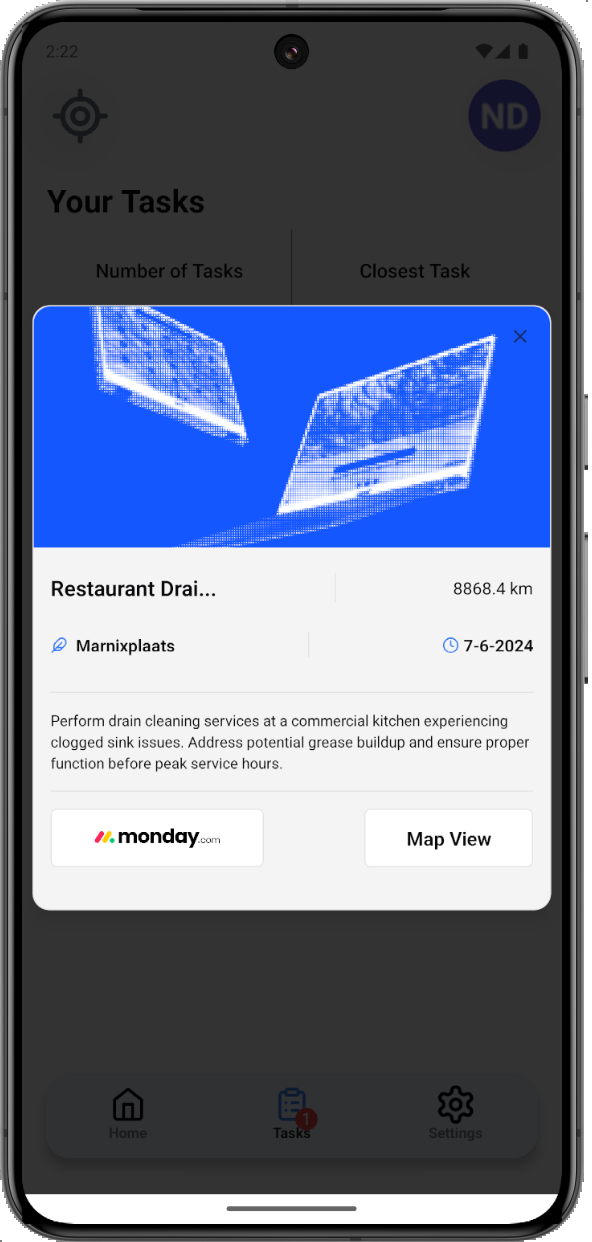 2:22
ND
Your Tasks
Number of Tasks
Closest Task
Restaurant Drai...
8868.4 km
Marnixplaats
7-6-2024
Perform drain cleaning services at a commercial kitchen experiencing
clogged sink issues. Address potential grease buildup and ensure proper
function before peak service hours.
monday.com
Map View
1
Home
Tasks
Settings